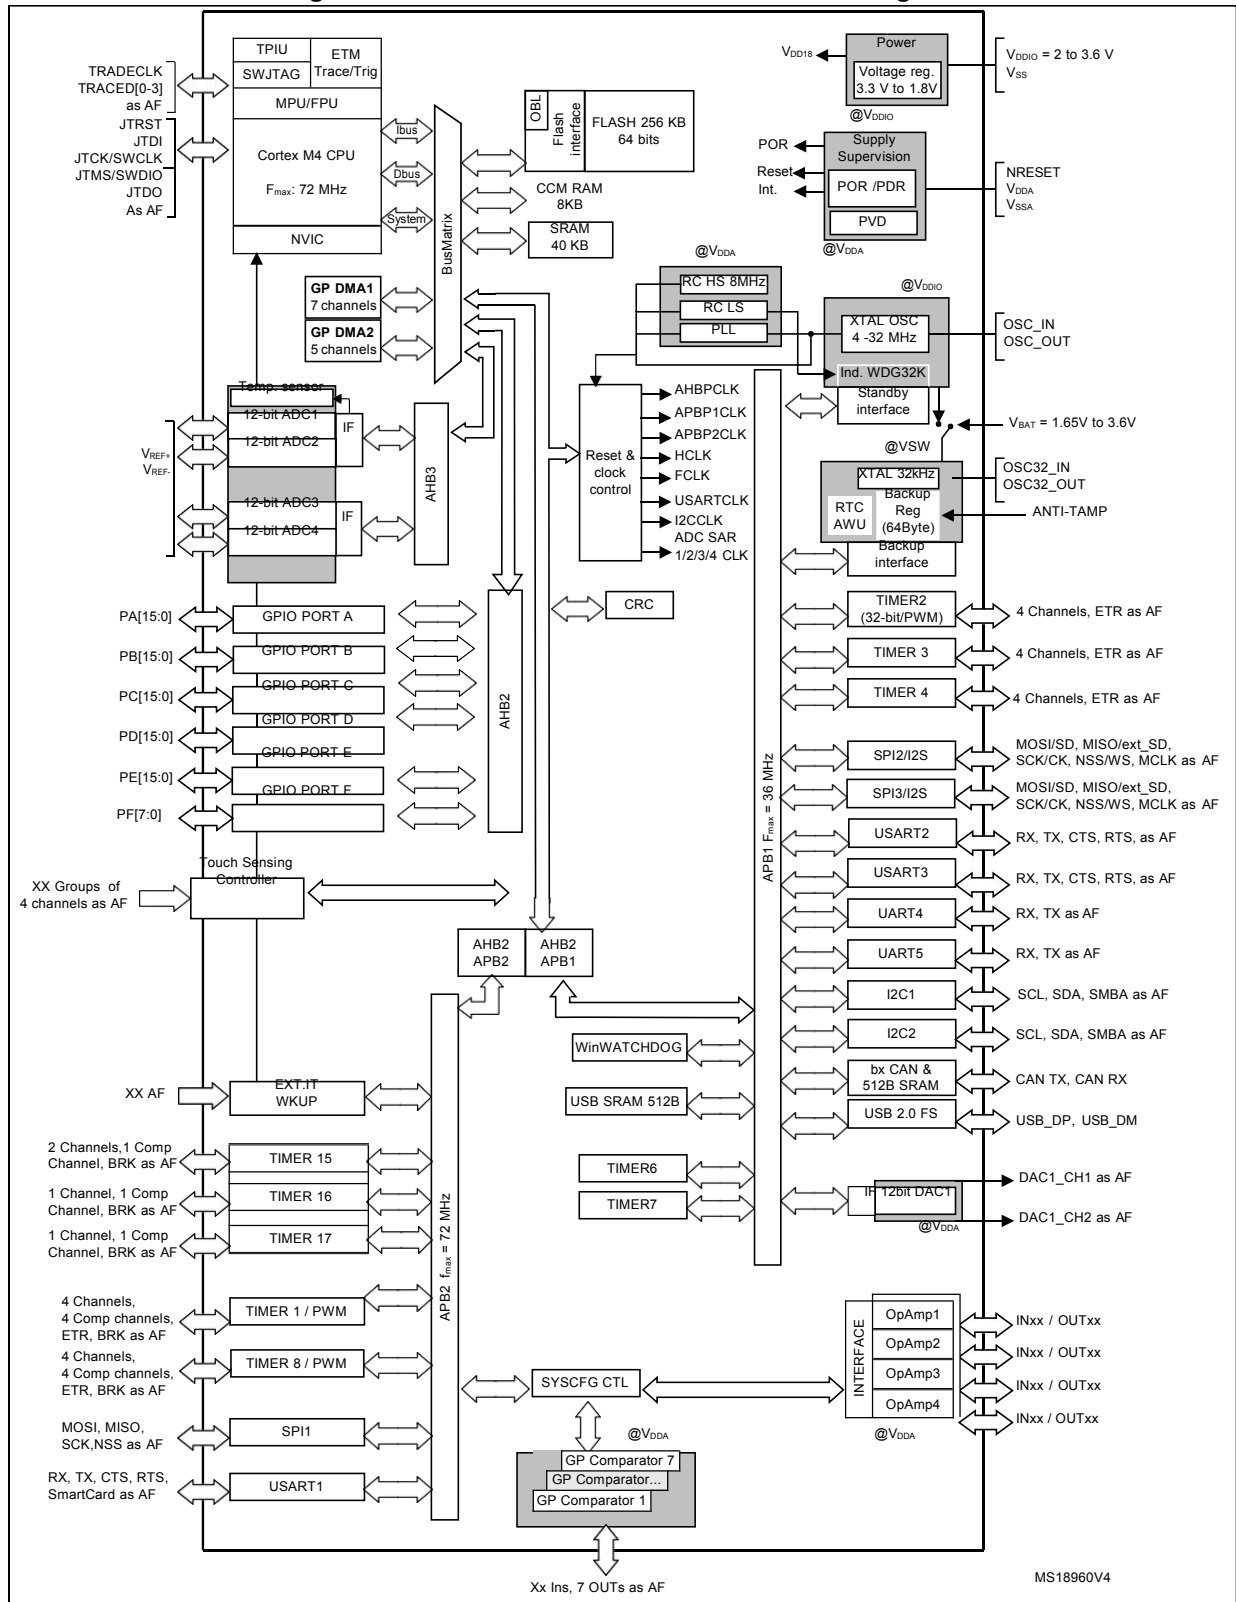 TPIU
ETM
Trace/Trig
SWJTAG
MPU/FPU
Cortex M4 CPU
Fmax: 72 MHz
NVIC
TRADECLK
TRACED[0-3]
as AF
JTRST
JTDI
JTCK/SWCLK
JTMS/SWDIO
JTDO
As AF
Ibus
Dbus
System
BusMatrix
OBL
Flash
interface
FLASH 256 KB
64 bits
CCM RAM
8KB
SRAM
40 KB
GP DMA1
7 channels
GP DMA2
5 channels
VDD18
Power
Voltage reg.
3.3 V to 1.8V
VDDIO = 2 to 3.6 V
VSS
@VDDIO
POR
Reset
Int.
Supply
Supervision
POR /PDR
PVD
NRESET
VDDA
VSSA
@VDDA
@VDDA
RC HS 8MHz
RC LS
PLL
@VDDIO
XTAL OSC
4 -32 MHz
Ind. WDG32K
Standby
interface
OSC_IN
OSC_OUT
VBAT = 1.65V to 3.6V
@VSW
XTAL 32kHz
OSC32_IN
OSC32_OUT
RTC
AWU
Backup
Reg
(64Byte)
ANTI-TAMP
Backup
interface
Reset &
clock
control
AHBPCLK
APBP1CLK
APBP2CLK
HCLK
FCLK
USARTCLK
I2CCLK
ADC SAR
1/2/3/4 CLK
Temp. sensor
12-bit ADC1
12-bit ADC2
IF
VREF+
VREF-
12-bit ADC3
12-bit ADC4
IF
AHB3
CRC
PA[15:0]
GPIO PORT A
PB[15:0]
GPIO PORT B
PC[15:0]
GPIO PORT C
PD[15:0]
GPIO PORT D
PE[15:0]
GPIO PORT E
PF[7:0]
GPIO PORT F
AHB2
XX Groups of
4 channels as AF
Touch Sensing
Controller
AHB2
APB2
AHB2
APB1
APB1 Fmax = 36 MHz
TIMER2
(32-bit/PWM)
4 Channels, ETR as AF
TIMER 3
4 Channels, ETR as AF
TIMER 4
4 Channels, ETR as AF
SPI2/I2S
MOSI/SD, MISO/ext_SD,
SCK/CK, NSS/WS, MCLK as AF
SPI3/I2S
MOSI/SD, MISO/ext_SD,
SCK/CK, NSS/WS, MCLK as AF
USART2
RX, TX, CTS, RTS, as AF
USART3
RX, TX, CTS, RTS, as AF
UART4
RX, TX as AF
UART5
RX, TX as AF
I2C1
SCL, SDA, SMBA as AF
I2C2
SCL, SDA, SMBA as AF
bx CAN &
512B SRAM
CAN TX, CAN RX
USB 2.0 FS
USB_DP, USB_DM
IF
12bit DAC1
@VDDA
DAC1_CH1 as AF
DAC1_CH2 as AF
WinWATCHDOG
USB SRAM 512B
TIMER6
TIMER7
XX AF
EXT.IT
WKUP
2 Channels,1 Comp
Channel, BRK as AF
TIMER 15
1 Channel, 1 Comp
Channel, BRK as AF
TIMER 16
1 Channel, 1 Comp
Channel, BRK as AF
TIMER 17
4 Channels,
4 Comp channels,
ETR, BRK as AF
TIMER 1 / PWM
4 Channels,
4 Comp channels,
ETR, BRK as AF
TIMER 8 / PWM
MOSI, MISO,
SCK,NSS as AF
SPI1
RX, TX, CTS, RTS,
SmartCard as AF
USART1
APB2 fmax = 72 MHz
SYSCFG CTL
@VDDA
GP Comparator 7
GP Comparator...
GP Comparator 1
Xx Ins, 7 OUTs as AF
INTERFACE
OpAmp1
OpAmp2
OpAmp3
OpAmp4
@VDDA
INxx / OUTxx
INxx / OUTxx
INxx / OUTxx
INxx / OUTxx
MS18960V4